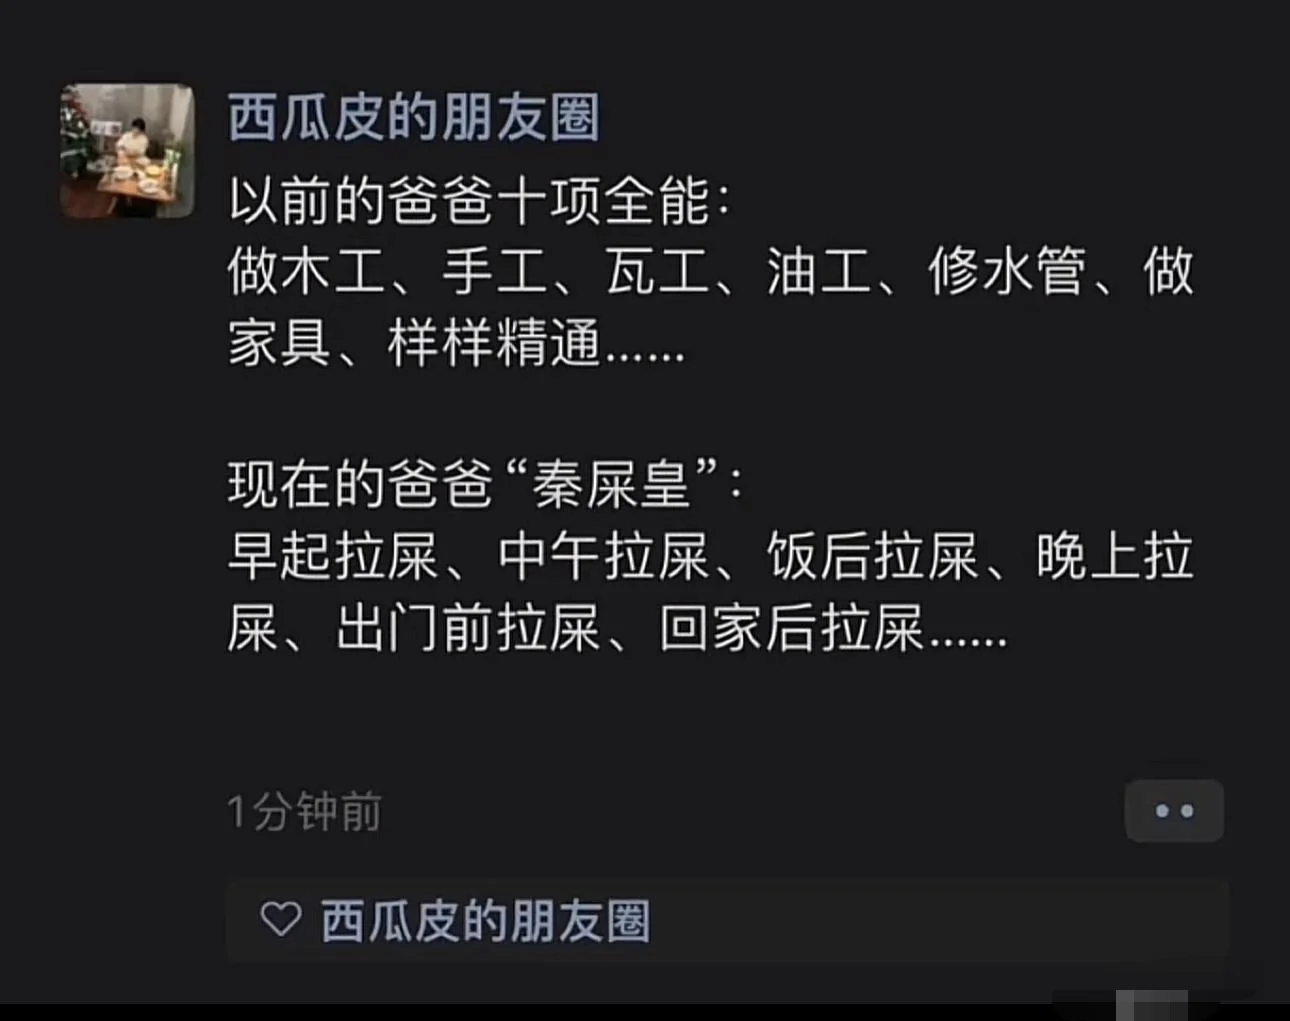 西瓜皮的朋友圈
以前的爸爸十项全能：
做木工、手工、瓦工、油工、修水管、做
家具、样样精通……
现在的爸爸“秦屎皇”：
早起拉屎、中午拉屎、饭后拉屎、晚上拉
屎、出门前拉屎、回家后拉屎……
1分钟前
西瓜皮的朋友圈